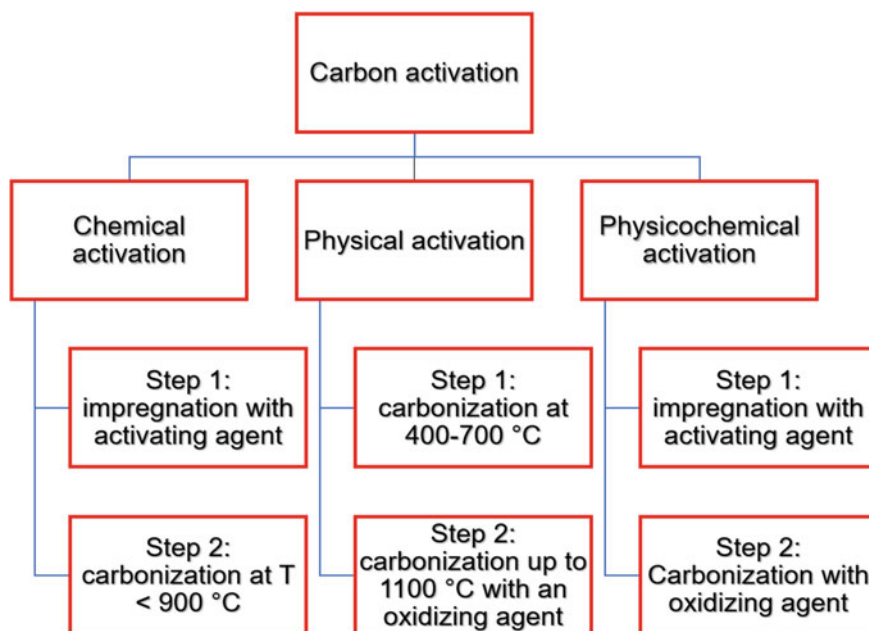 Carbon activation
Chemical
activation
Physical activation
Physicochemical
activation
Step 1:
impregnation with
activating agent
Step 1:
carbonization at
400-700 °C
Step 1:
impregnation with
activating agent
Step 2:
carbonization at T
< 900 °C
Step 2:
carbonization up to
1100 °C with an
oxidizing agent
Step 2:
Carbonization with
oxidizing agent